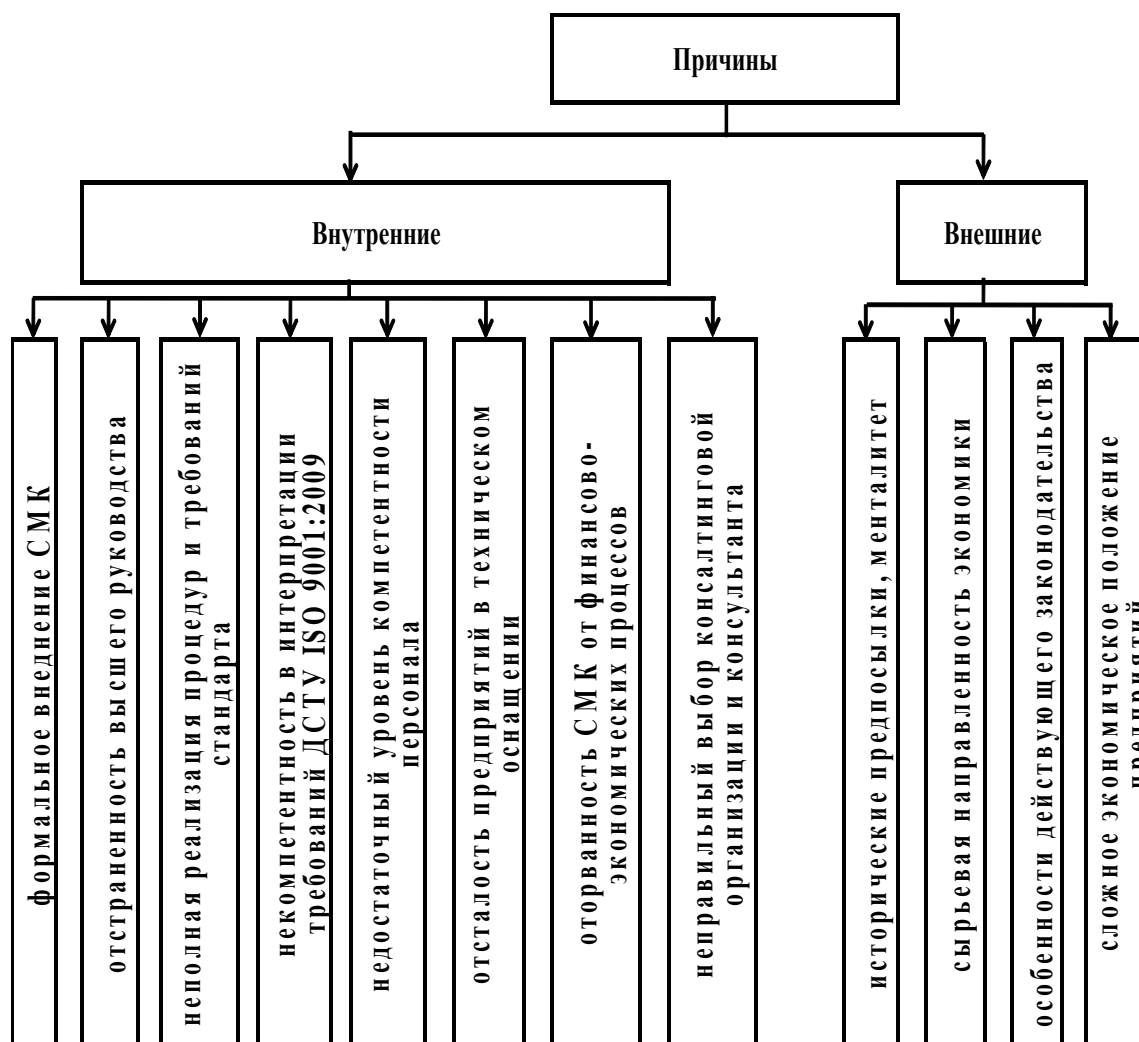 Причины
Внутренние
Внешние
формальное внеднение СМК
отстраненность высшего руководства
неполная реализация процедур и требований
стандарта
некомпетентность в интерпретации
требований ДСТУ ISO 9001:2009
недостаточный уровень компетентности
персонала
отсталость предприятий в техническом
оснащении
оторванность СМК от финансово-
экономических процессов
неправильный выбор консалтинговой
организации и консультанта
исторические предпосылки, менталитет
сырьевая направленность экономики
особенности действующего законодательства
сложное экономическое положение
предприятий